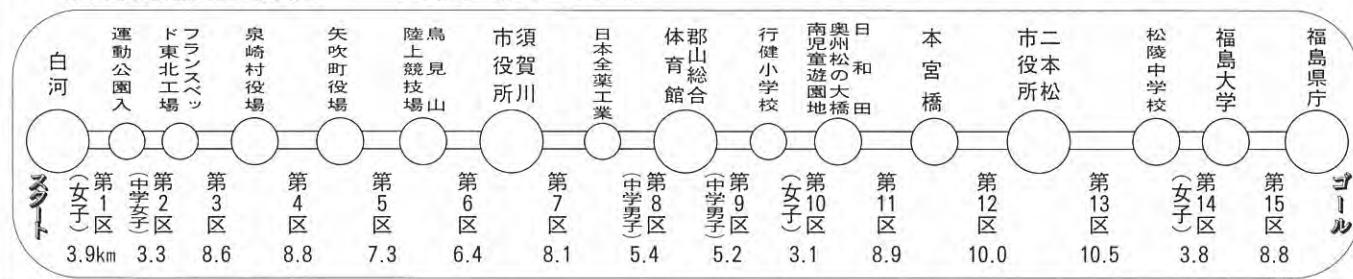 白河
運動公園入
フランスベッド東北工場
泉崎村役場
矢吹町役場
鳥見山陸上競技場
須賀川市役所
日本全薬工業
郡山総合体育館
行健小学校
日和田奥州松の大橋南児童遊園地
本宮橋
二本松市役所
松陵中学校
福島大学
福島県庁
スタート
第1区(女子)
第2区(中学女子)
第3区
第4区
第5区
第6区
第7区
第8区(中学男子)
第9区(中学男子)
第10区(女子)
第11区
第12区
第13区
第14区(女子)
第15区
ゴール
3.9km 3.3 8.6 8.8 7.3 6.4 8.1 5.4 5.2 3.1 8.9 10.0 10.5 3.8 8.8